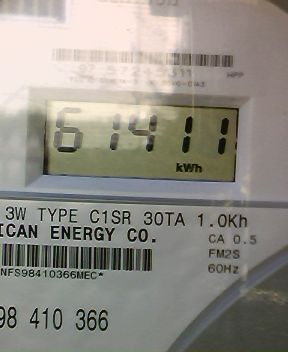 61411
kWh
3W TYPE C1SR 30TA 1.0Kh
ICAN ENERGY CO.
CA 0.5
FM2S
60Hz
NFS98410366MEC*
98 410 366